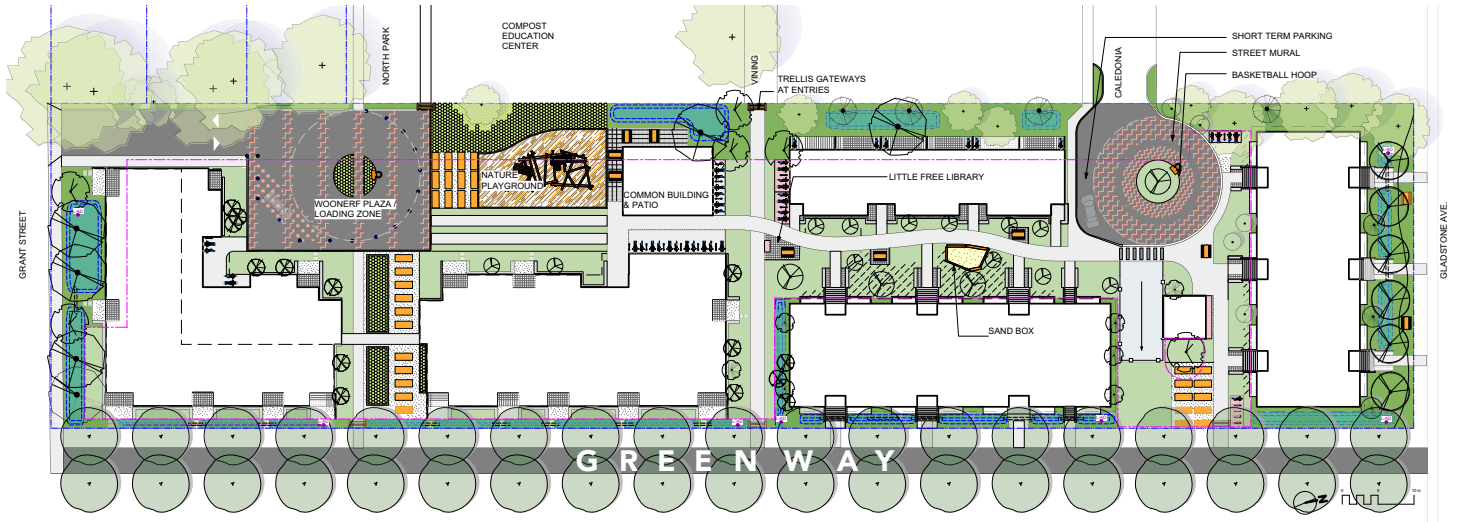 COMPOST
EDUCATION
CENTER
NORTH PARK
VINING
TRELLIS GATEWAYS
AT ENTRIES
CALEDONIA
SHORT TERM PARKING
STREET MURAL
BASKETBALL HOOP
NATURE
PLAYGROUND
WOONERF PLAZA /
LOADING ZONE
COMMON BUILDING
& PATIO
LITTLE FREE LIBRARY
SAND BOX
GRANT STREET
GLADSTONE AVE.
GREENWAY
N